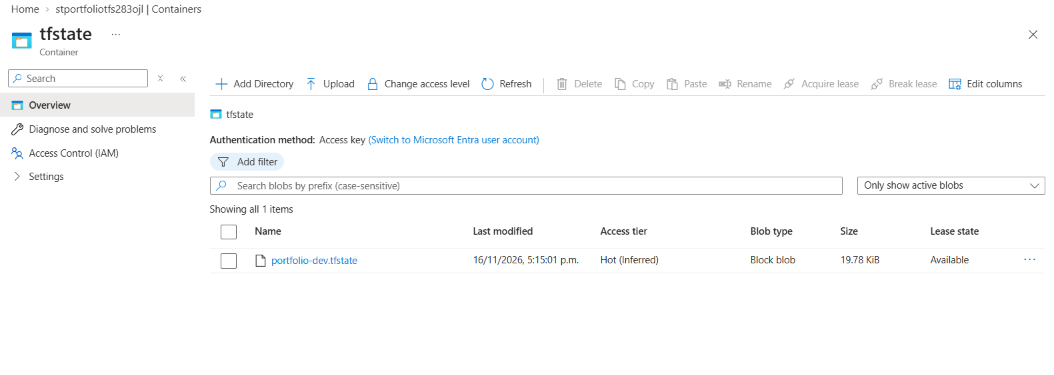 Home > stportfoliotfs283ojl | Containers
tfstate ...
Container
Search
Overview
Diagnose and solve problems
Access Control (IAM)
Settings
Add Directory Upload Change access level Refresh Delete Copy Paste Rename Acquire lease Break lease Edit columns
tfstate
Authentication method: Access key (Switch to Microsoft Entra user account)
Add filter
Search blobs by prefix (case-sensitive)
Only show active blobs
Showing all 1 items
Name Last modified Access tier Blob type Size Lease state
portfolio-dev.tfstate 16/11/2026, 5:15:01 p.m. Hot (Inferred) Block blob 19.78 KiB Available ...